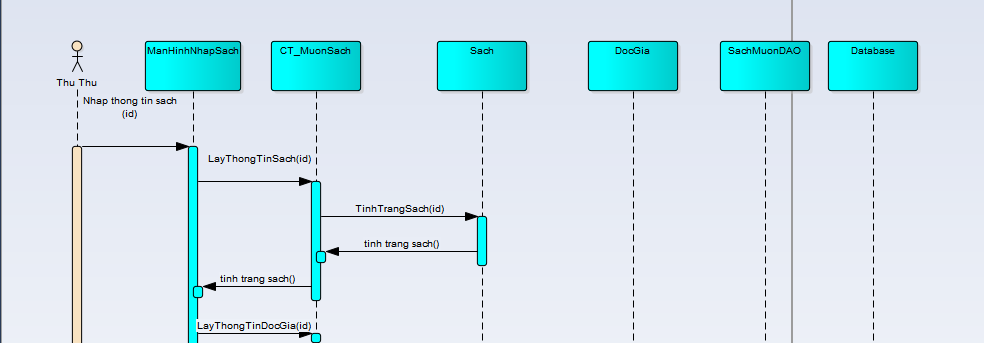 ManHinhNhapSach CT_MuonSach Sach DocGia SachMuonDAO Database
Thu Thu
Nhap thong tin sach
(id)
LayThongTinSach(id)
TinhTrangSach(id)
tinh trang sach()
tinh trang sach()
LayThongTinDocGia(id)